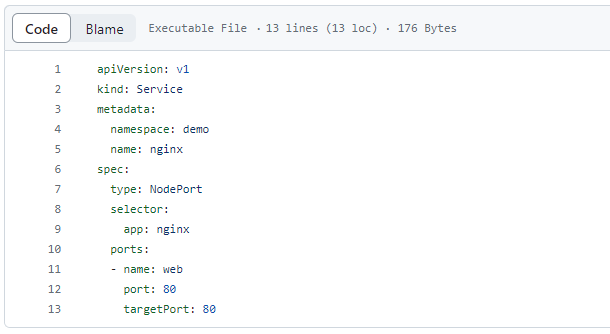 Code Blame Executable File · 13 lines (13 loc) · 176 Bytes
1 apiVersion: v1
2 kind: Service
3 metadata:
4   namespace: demo
5   name: nginx
6 spec:
7   type: NodePort
8   selector:
9     app: nginx
10   ports:
11   - name: web
12     port: 80
13     targetPort: 80